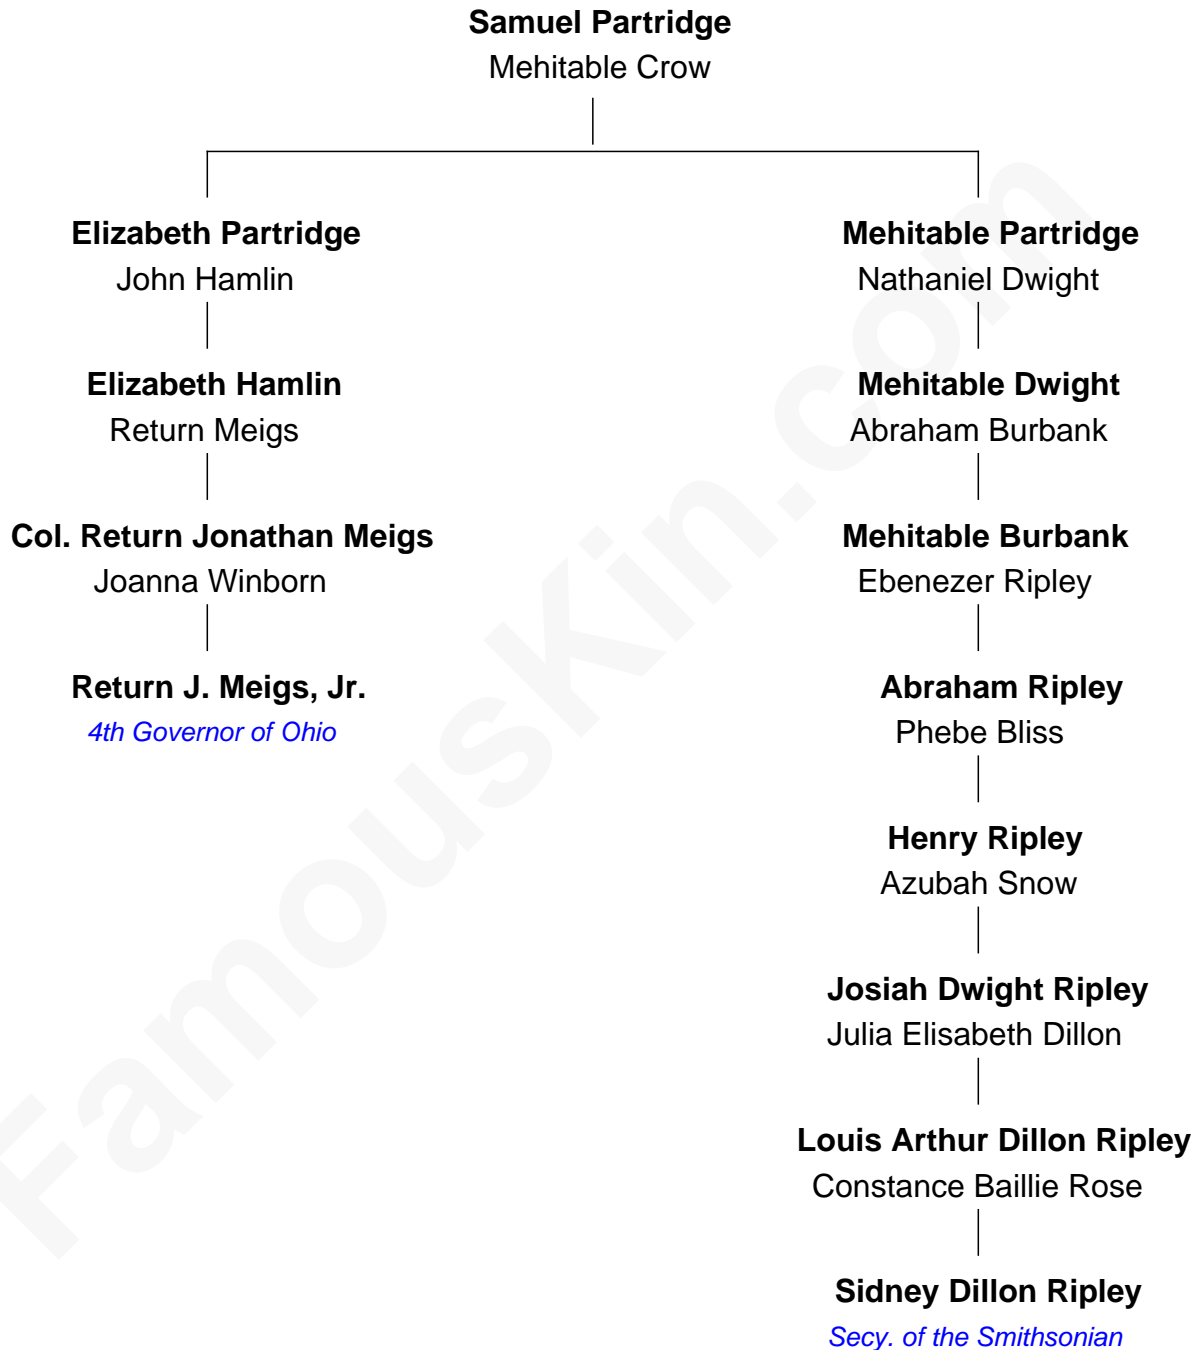 Samuel Partridge
Mehitable Crow
Elizabeth Partridge
John Hamlin
Elizabeth Hamlin
Return Meigs
Col. Return Jonathan Meigs
Joanna Winborn
Return J. Meigs, Jr.
4th Governor of Ohio
Mehitable Partridge
Nathaniel Dwight
Mehitable Dwight
Abraham Burbank
Mehitable Burbank
Ebenezer Ripley
Abraham Ripley
Phebe Bliss
Henry Ripley
Azubah Snow
Josiah Dwight Ripley
Julia Elisabeth Dillon
Louis Arthur Dillon Ripley
Constance Baillie Rose
Sidney Dillon Ripley
Secy. of the Smithsonian
FamousKin.com